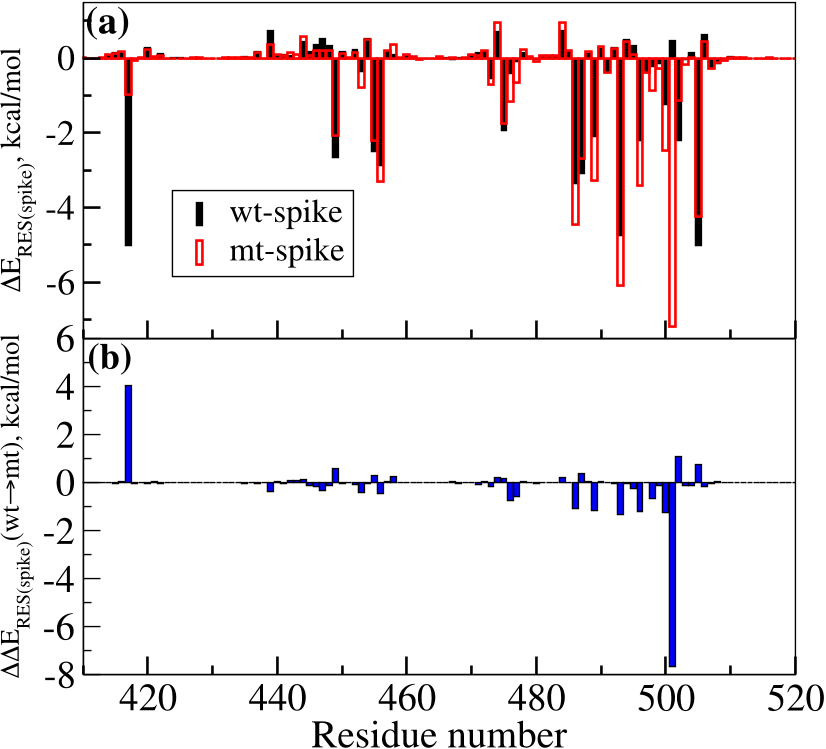 (a)
0
-2
-4
-6
ΔE_RES(spike), kcal/mol
wt-spike
mt-spike
(b)
6
4
2
0
-2
-4
-6
-8
ΔΔE_RES(spike)(wt→mt), kcal/mol
420 440 460 480 500 520
Residue number